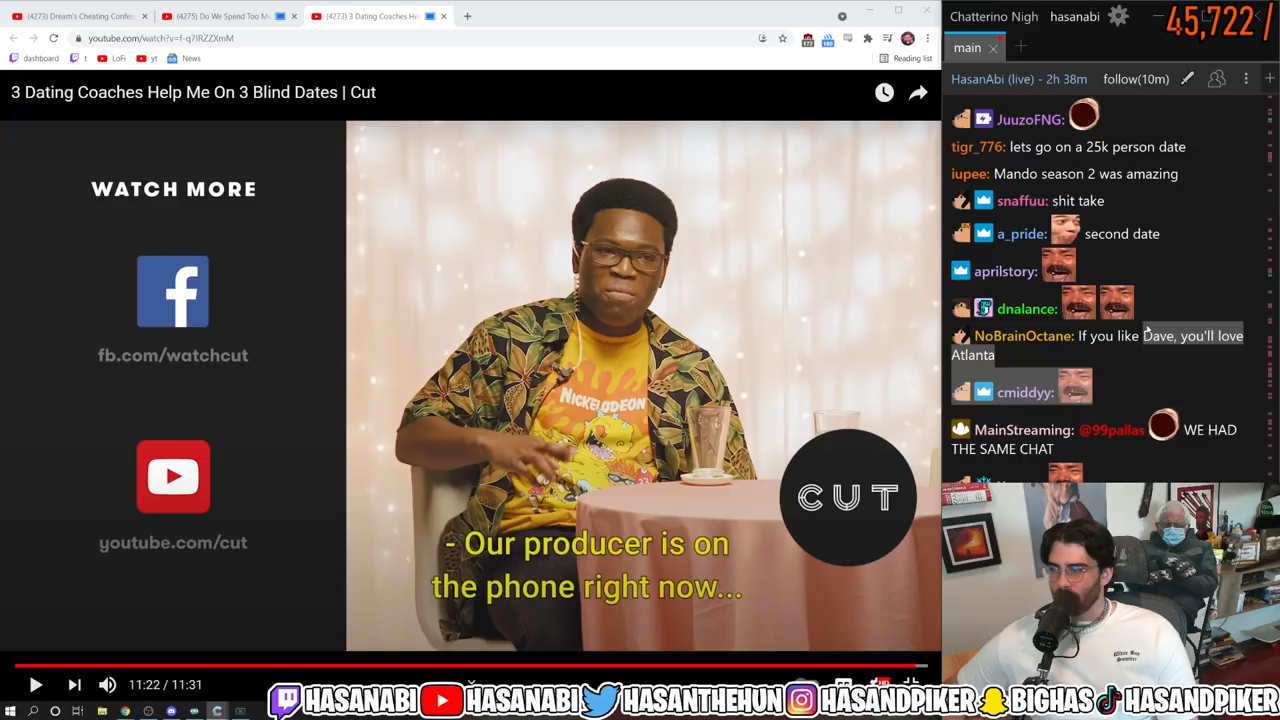 (4273) Dream's Cheating Confes
(4275) Do We Spend Too M
(4273) 3 Dating Coaches Hel
youtube.com/watch?v=f-q7lRZZXmM
dashboard
t
LoFi
yt
News
Reading list
3 Dating Coaches Help Me On 3 Blind Dates | Cut
WATCH MORE
fb.com/watchcut
youtube.com/cut
NICKELODEON
CUT
- Our producer is on
the phone right now...
11:22 / 11:31
Chatterino Nigh
hasanabi
45,722 /
main
HasanAbi (live) - 2h 38m
follow(10m)
JuuzoFNG:
tigr_776: lets go on a 25k person date
iupee: Mando season 2 was amazing
snaffuu: shit take
a_pride: second date
aprilstory:
dnalance:
NoBrainOctane: If you like Dave, you'll love
Atlanta
cmiddyy:
MainStreaming: @99pallas WE HAD
THE SAME CHAT
HASANABI HASANABI HASANTHEHUN HASANDPIKER BIGHAS HASANDPIKER